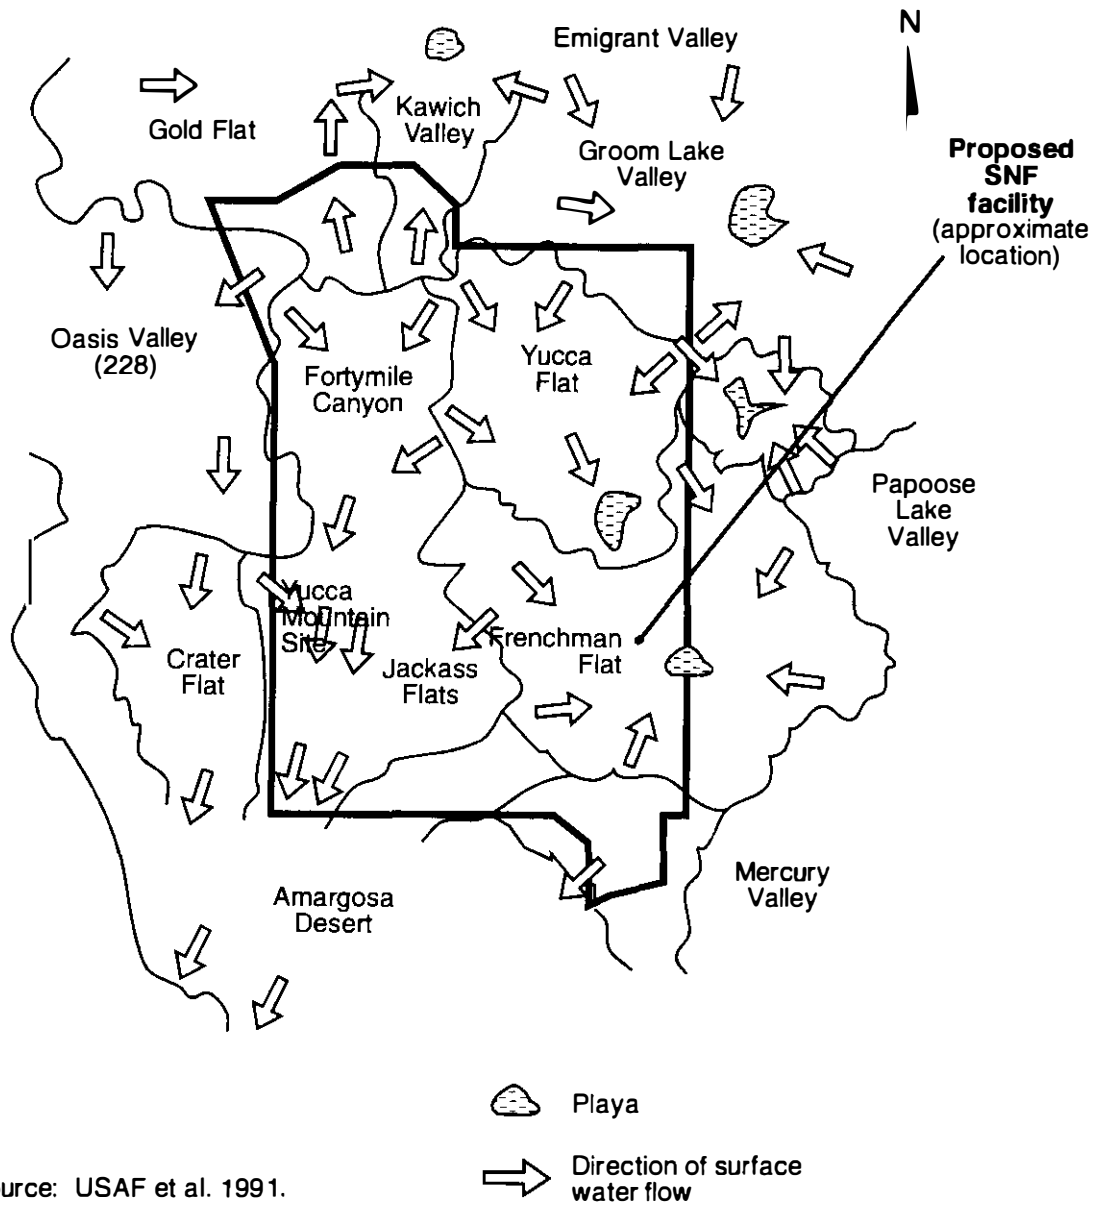 N
Emigrant Valley
Gold Flat
Kawich
Valley
Groom Lake
Valley
Proposed
SNF
facility
(approximate
location)
Oasis Valley
(228)
Fortymile
Canyon
Yucca
Flat
Papoose
Lake
Valley
Yucca
Mountain
Site
Crater
Flat
Jackass
Flats
Frenchman
Flat
Amargosa
Desert
Mercury
Valley
Playa
Direction of surface
water flow
urce: USAF et al. 1991.